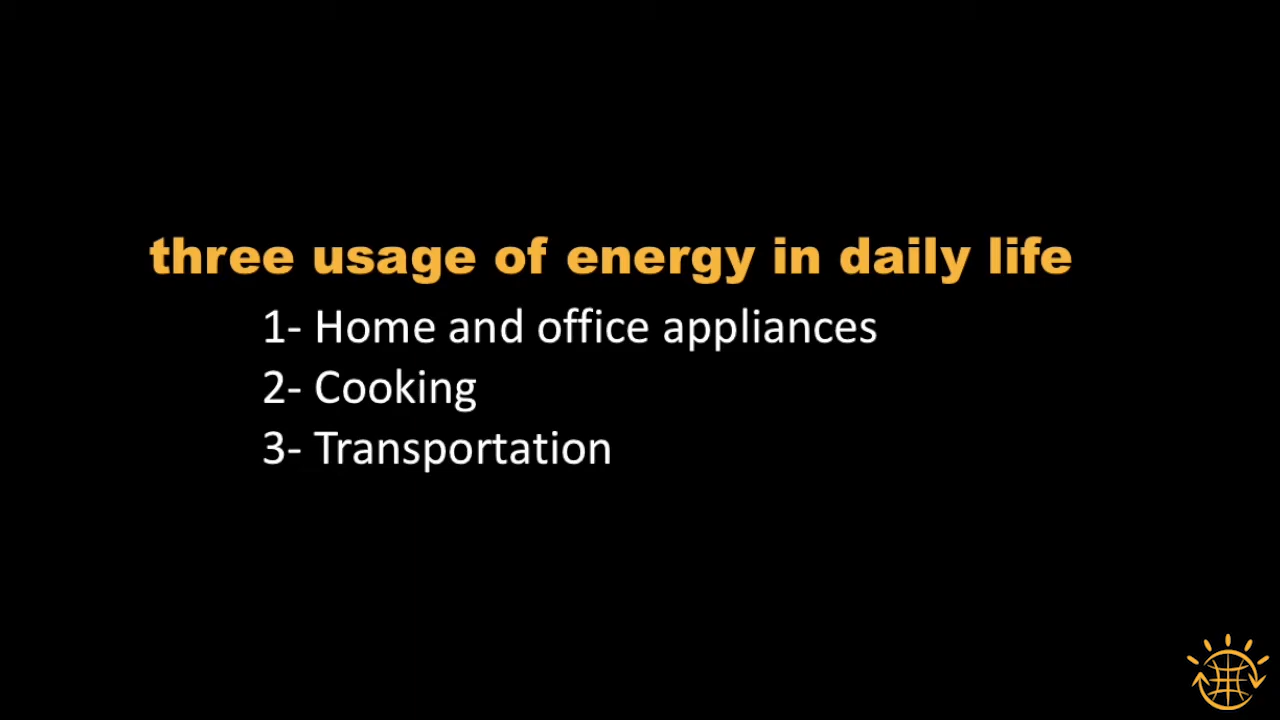 three usage of energy in daily life
1- Home and office appliances
2- Cooking
3- Transportation